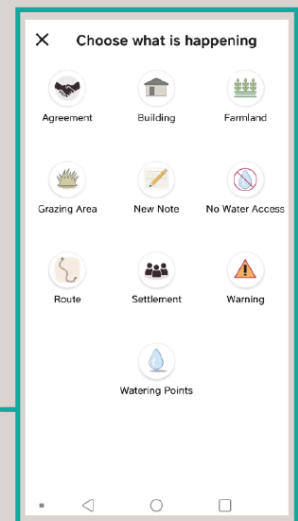 Choose what is happening
Agreement Building Farmland
Grazing Area New Note No Water Access
Route Settlement Warning
Watering Points